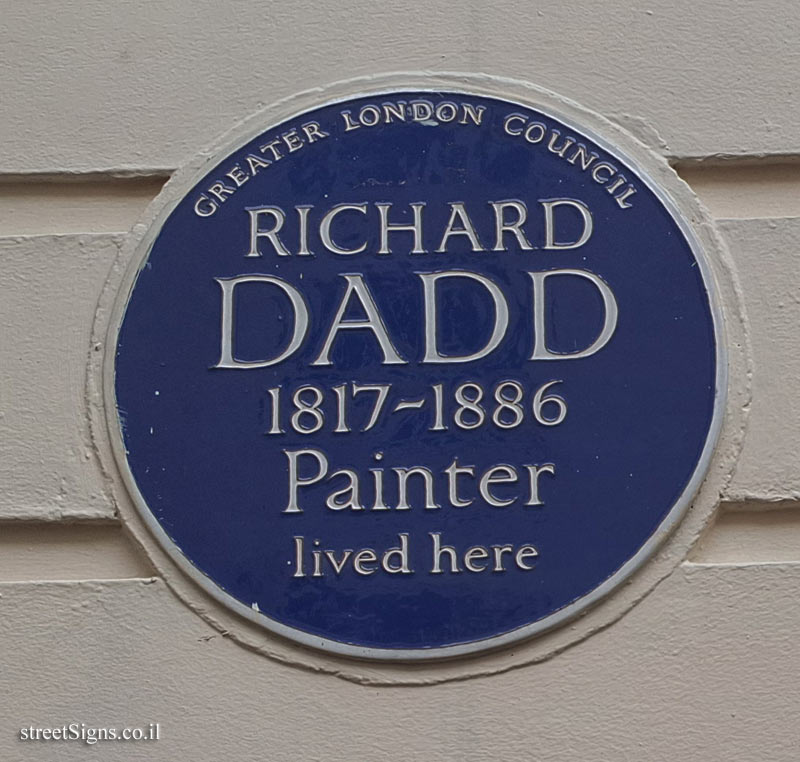 GREATER LONDON COUNCIL
RICHARD
DADD
1817-1886
Painter
lived here
streetSigns.co.il